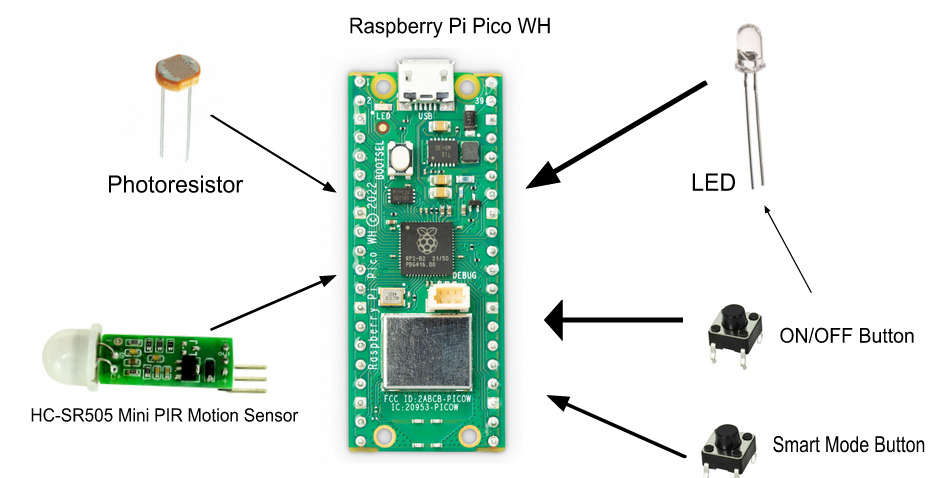 Raspberry Pi Pico WH
1
2
39
LED
USB
BOOTSEL
Raspberry Pi Pico WH © 2022
RP2-B2 21/50
DEBUG
FCC ID:2ABCB-PICOW
IC:20953-PICOW
Photoresistor
LED
HC-SR505 Mini PIR Motion Sensor
ON/OFF Button
Smart Mode Button